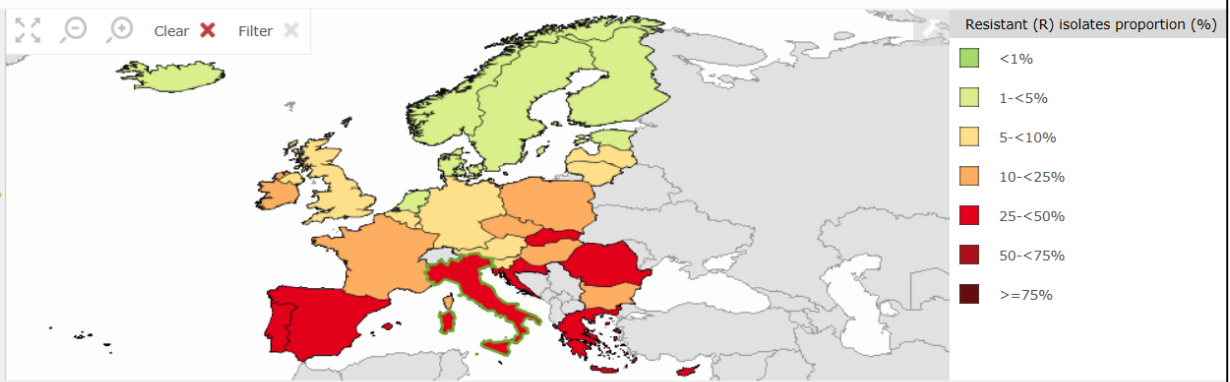 Clear
Filter
Resistant (R) isolates proportion (%)
<1%
1-<5%
5-<10%
10-<25%
25-<50%
50-<75%
>=75%